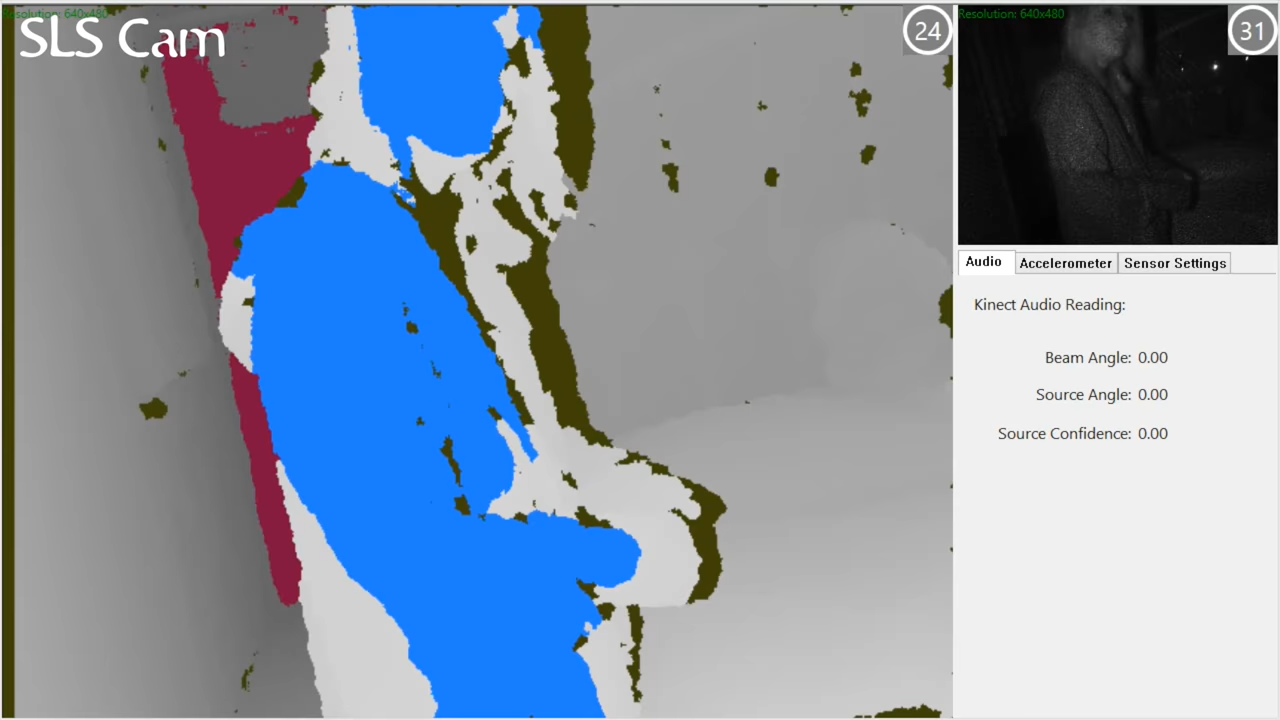 Resolution: 640x480
SLS Cam
24
Resolution: 640x480
31
Audio
Accelerometer
Sensor Settings
Kinect Audio Reading:
Beam Angle: 0.00
Source Angle: 0.00
Source Confidence: 0.00